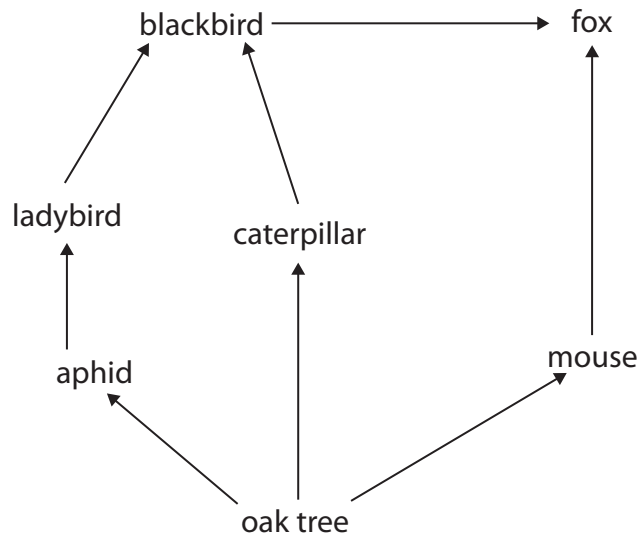 blackbird
fox
ladybird
caterpillar
aphid
mouse
oak tree